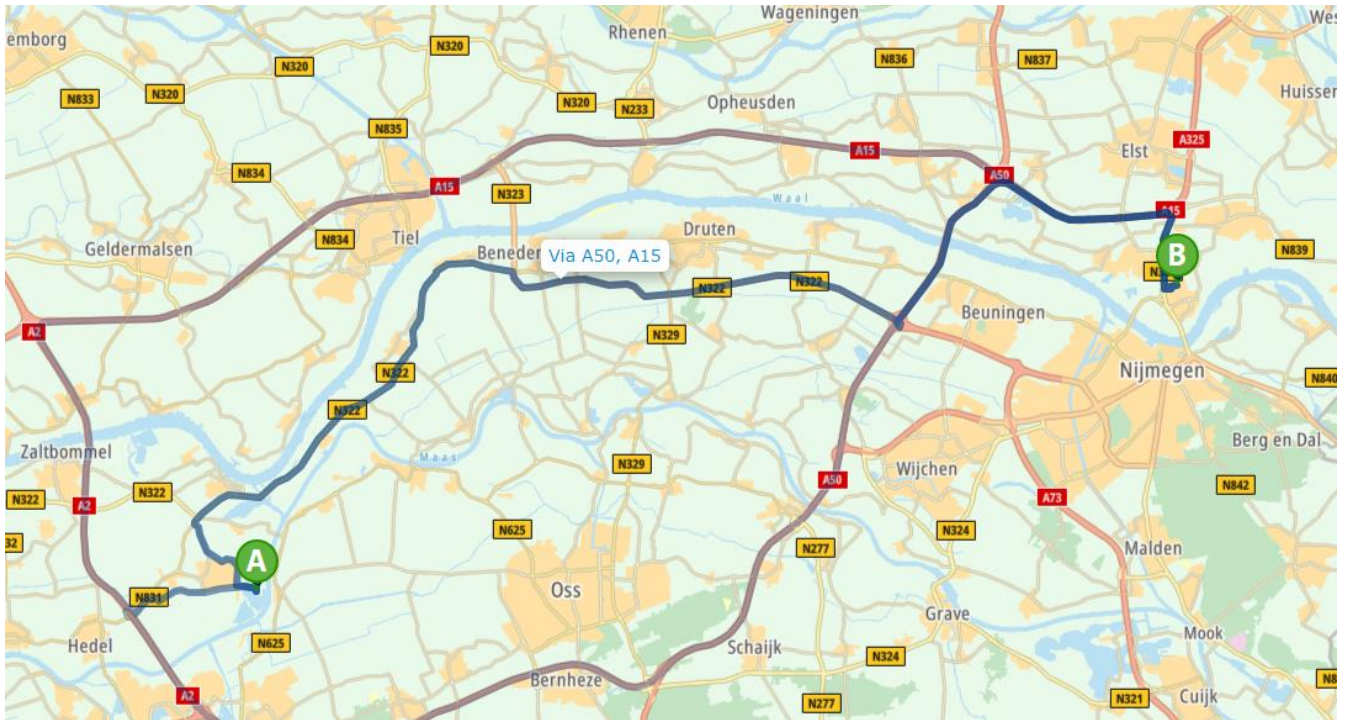 Wageningen
Rhenen
emborg
N320
N320
N836
N837
N833
N320
N320
N233
Opheusden
Huisser
N835
Elst
A325
A15
N834
A50
A15
N323
Waal
A15
Tiel
N834
Druten
Geldermalsen
Beneder
Via A50, A15
B
N839
N322
N322
Beuningen
A2
N329
Nijmegen
N322
N840
N322
Berg en Dal
Zaltbommel
Maas
N329
Wijchen
N322
N322
A2
A50
A73
N842
N625
N324
32
N277
Malden
A
Oss
N831
Grave
Mook
Hedel
N625
Schaijk
N324
Bernheze
A2
N277
N321
Cuijk